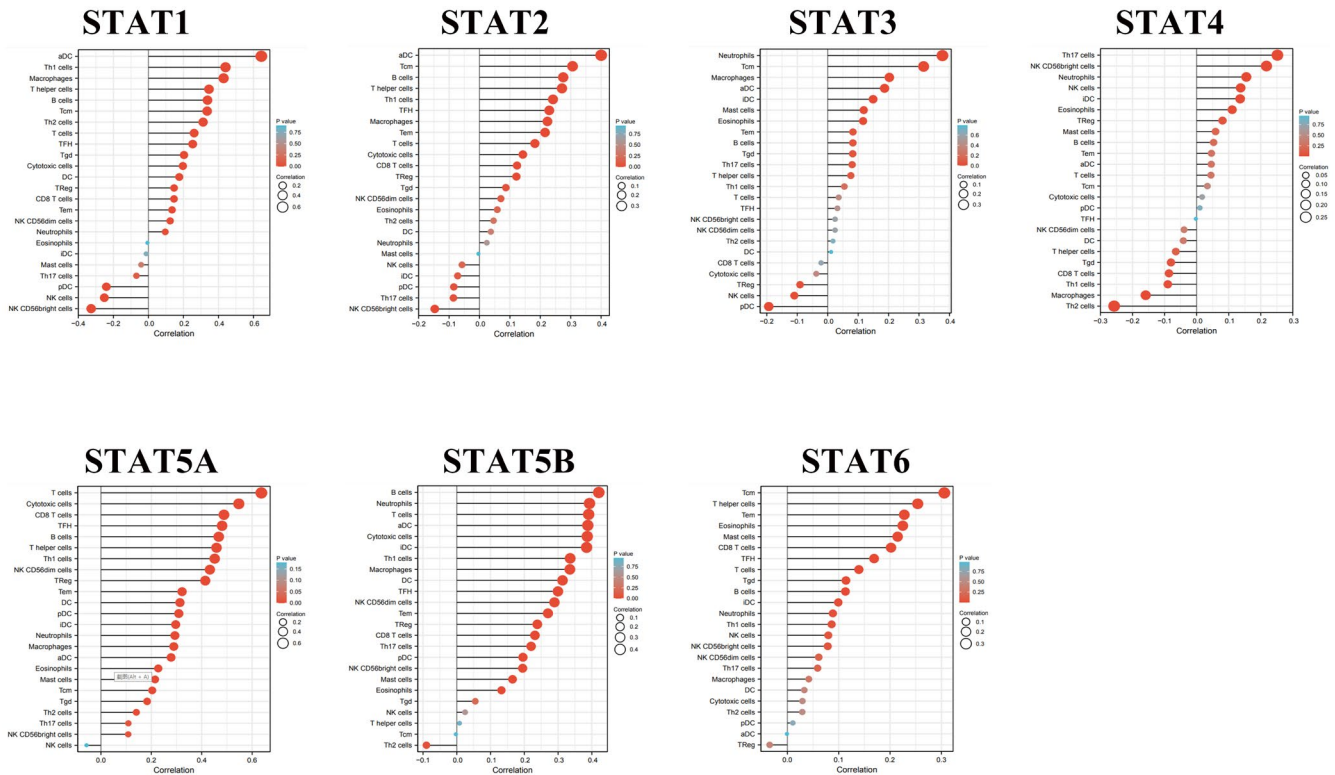 STAT1
aDC
Th1 cells
Macrophages
T helper cells
B cells
Tcm
Th2 cells
T cells
TFH
Tgd
Cytotoxic cells
DC
TReg
CD8 T cells
Tem
NK CD56dim cells
Neutrophils
Eosinophils
iDC
Mast cells
Th17 cells
pDC
NK cells
NK CD56bright cells
−0.4 −0.2 0.0 0.2 0.4 0.6
Correlation
P value
0.75
0.50
0.25
0.00
Correlation
0.2
0.4
0.6
STAT2
aDC
Tcm
B cells
T helper cells
Th1 cells
TFH
Macrophages
Tem
T cells
Cytotoxic cells
CD8 T cells
TReg
Tgd
NK CD56dim cells
Eosinophils
Th2 cells
DC
Neutrophils
Mast cells
NK cells
iDC
pDC
Th17 cells
NK CD56bright cells
−0.2 −0.1 0.0 0.1 0.2 0.3 0.4
Correlation
P value
0.75
0.50
0.25
0.00
Correlation
0.1
0.2
0.3
STAT3
Neutrophils
Tcm
Macrophages
aDC
iDC
Mast cells
Eosinophils
Tem
B cells
Tgd
Th17 cells
T helper cells
Th1 cells
T cells
TFH
NK CD56bright cells
NK CD56dim cells
Th2 cells
DC
CD8 T cells
Cytotoxic cells
TReg
NK cells
pDC
−0.2 −0.1 0.0 0.1 0.2 0.3 0.4
Correlation
P value
0.6
0.4
0.2
0.0
Correlation
0.1
0.2
0.3
STAT4
Th17 cells
NK CD56bright cells
Neutrophils
NK cells
iDC
Eosinophils
TReg
Mast cells
B cells
Tem
aDC
T cells
Tcm
Cytotoxic cells
pDC
TFH
NK CD56dim cells
DC
T helper cells
Tgd
CD8 T cells
Th1 cells
Macrophages
Th2 cells
−0.3 −0.2 −0.1 0.0 0.1 0.2 0.3
Correlation
P value
0.75
0.50
0.25
Correlation
0.05
0.10
0.15
0.20
0.25
STAT5A
T cells
Cytotoxic cells
CD8 T cells
TFH
B cells
T helper cells
Th1 cells
NK CD56dim cells
TReg
Tem
DC
pDC
iDC
Neutrophils
Macrophages
aDC
Eosinophils
Mast cells
截图(Alt + A)
Tcm
Tgd
Th2 cells
Th17 cells
NK CD56bright cells
NK cells
0.0 0.2 0.4 0.6
Correlation
P value
0.15
0.10
0.05
0.00
Correlation
0.2
0.4
0.6
STAT5B
B cells
Neutrophils
T cells
aDC
Cytotoxic cells
iDC
Th1 cells
Macrophages
DC
TFH
NK CD56dim cells
Tem
TReg
CD8 T cells
Th17 cells
pDC
NK CD56bright cells
Mast cells
Eosinophils
Tgd
NK cells
T helper cells
Tcm
Th2 cells
−0.1 0.0 0.1 0.2 0.3 0.4
Correlation
P value
0.75
0.50
0.25
0.00
Correlation
0.1
0.2
0.3
0.4
STAT6
Tcm
T helper cells
Tem
Eosinophils
Mast cells
CD8 T cells
TFH
T cells
Tgd
B cells
iDC
Neutrophils
Th1 cells
NK cells
NK CD56bright cells
NK CD56dim cells
Th17 cells
Macrophages
DC
Cytotoxic cells
Th2 cells
pDC
aDC
TReg
0.0 0.1 0.2 0.3
Correlation
P value
0.75
0.50
0.25
Correlation
0.1
0.2
0.3